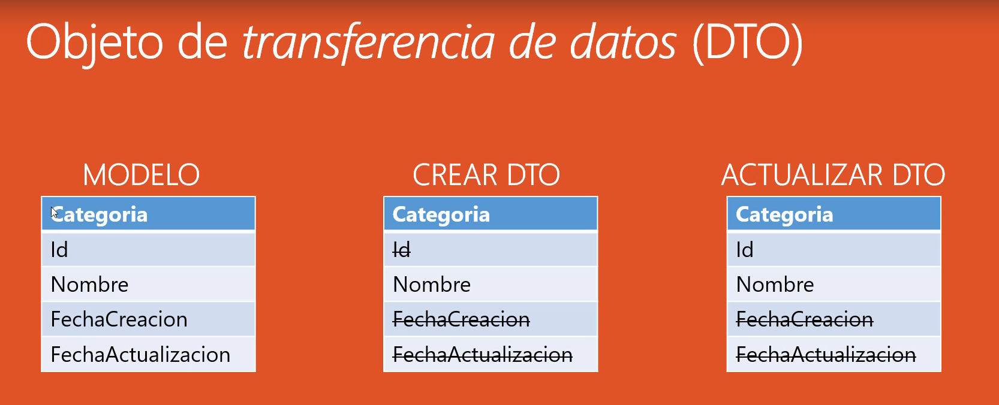 Objeto de transferencia de datos (DTO)
MODELO
Categoria
Id
Nombre
FechaCreacion
FechaActualizacion
CREAR DTO
Categoria
Id
Nombre
FechaCreacion
FechaActualizacion
ACTUALIZAR DTO
Categoria
Id
Nombre
FechaCreacion
FechaActualizacion